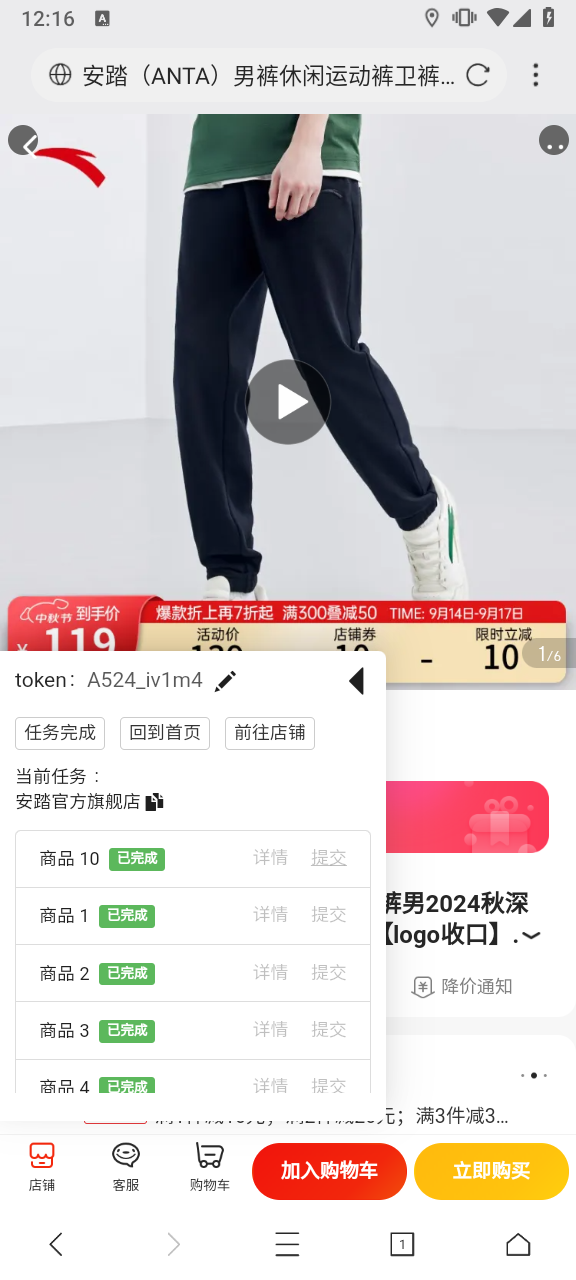 12:16
A
安踏（ANTA）男裤休闲运动裤卫裤…
中秋节 到手价 爆款折上再7折起 满300叠减50 TIME: 9月14日-9月17日
¥119 活动价 店铺券 限时立减
- 10 1/6
token： A524_iv1m4
任务完成 回到首页 前往店铺
当前任务：
安踏官方旗舰店
商品 10 已完成 详情 提交
商品 1 已完成 详情 提交
裤男2024秋深
【logo收口】.
商品 2 已完成 详情 提交
降价通知
商品 3 已完成 详情 提交
商品 4 已完成 详情 提交
满3件减3…
店铺 客服 购物车 加入购物车 立即购买
1